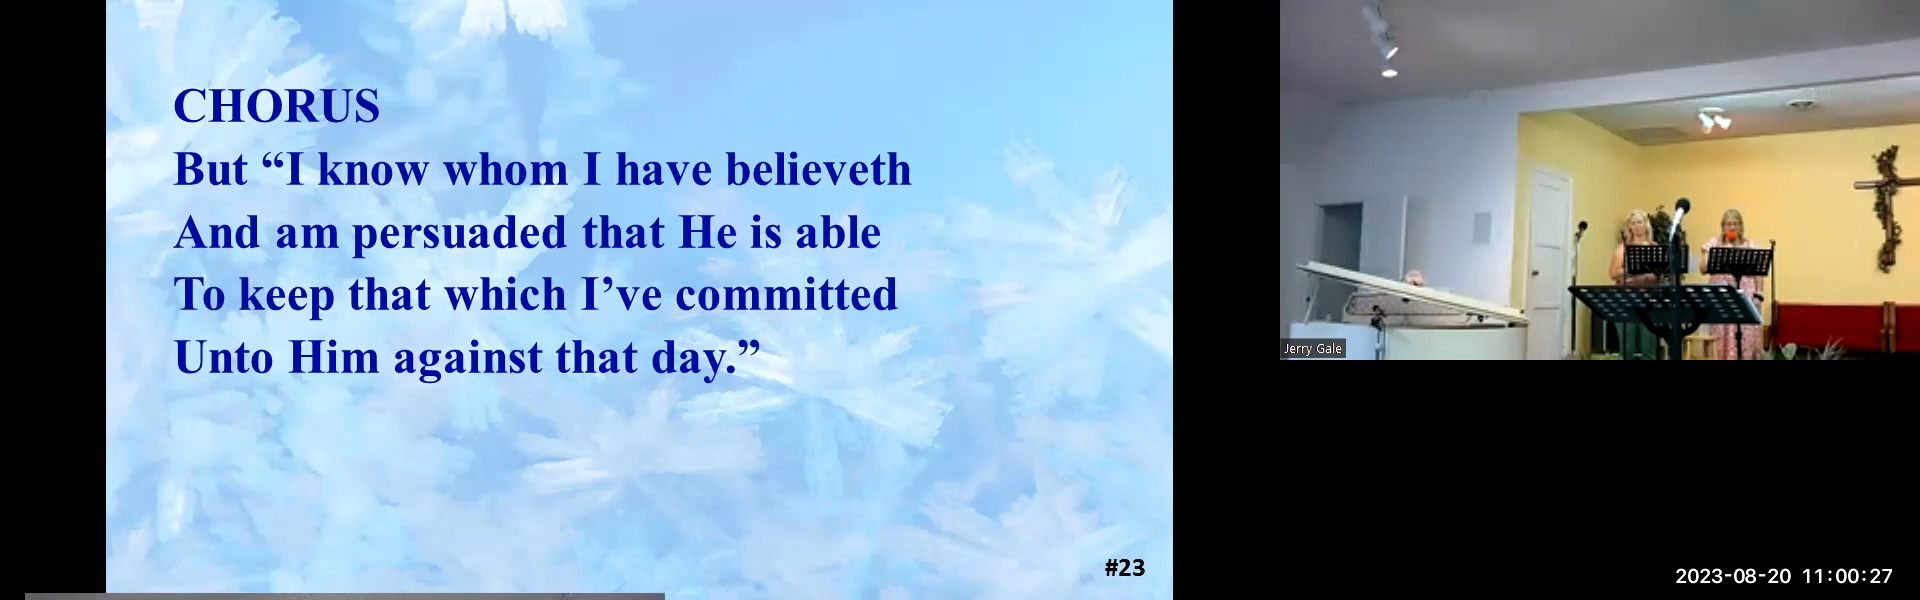 CHORUS
But “I know whom I have believeth
And am persuaded that He is able
To keep that which I’ve committed
Unto Him against that day.”
#23
Jerry Gale
2023-08-20 11:00:27